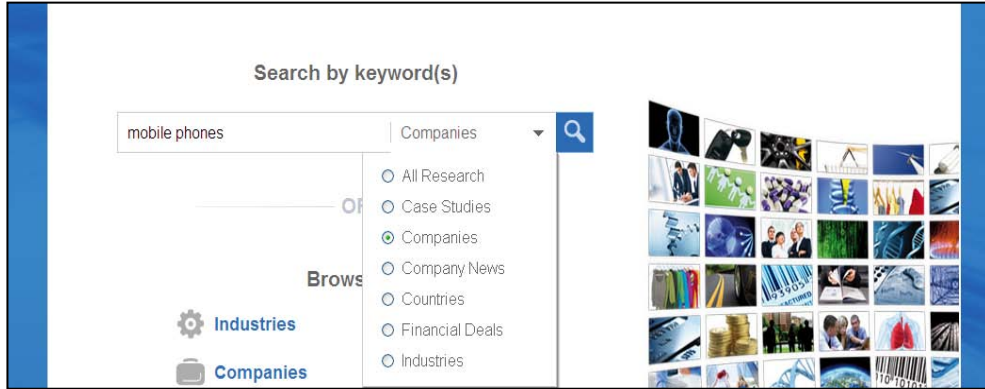 Search by keyword(s)
mobile phones
Companies
All Research
OR
Case Studies
Companies
Company News
Brows
Countries
Industries
Financial Deals
Industries
Companies